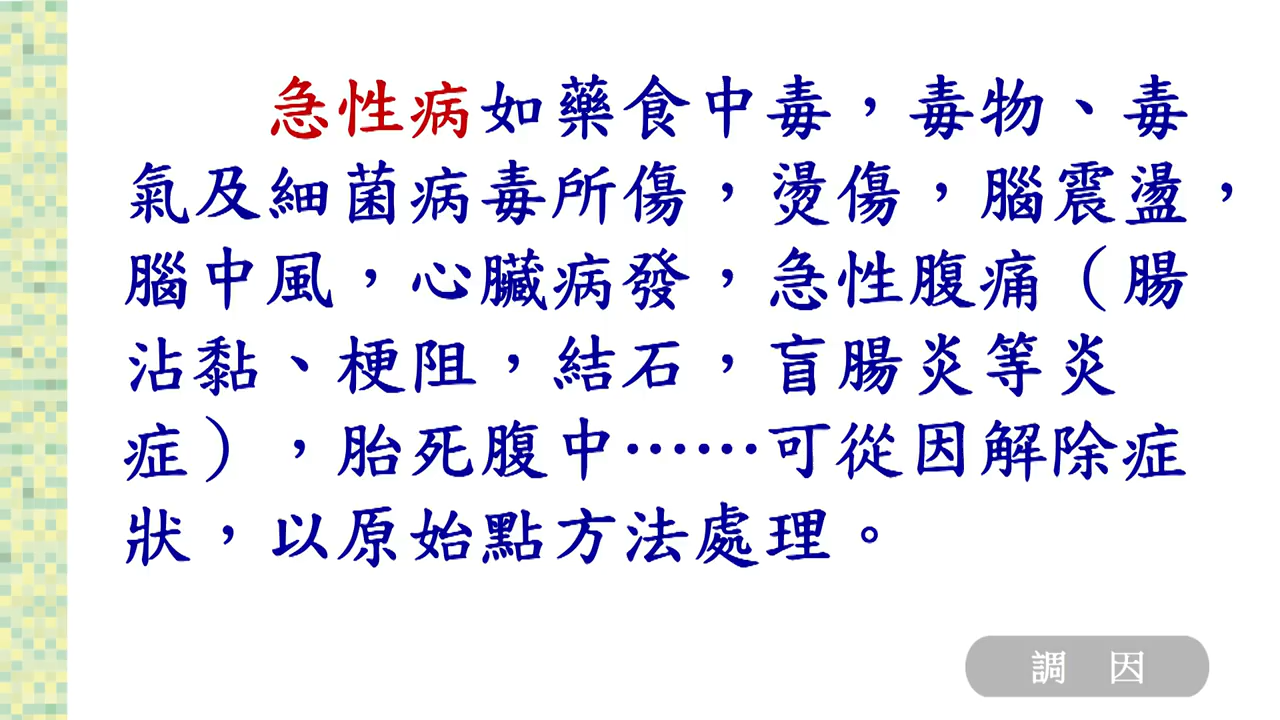 急性病如藥食中毒，毒物、毒
氣及細菌病毒所傷，燙傷，腦震盪，
腦中風，心臟病發，急性腹痛（腸
沾黏、梗阻，結石，盲腸炎等炎
症），胎死腹中……可從因解除症
狀，以原始點方法處理。
調 因